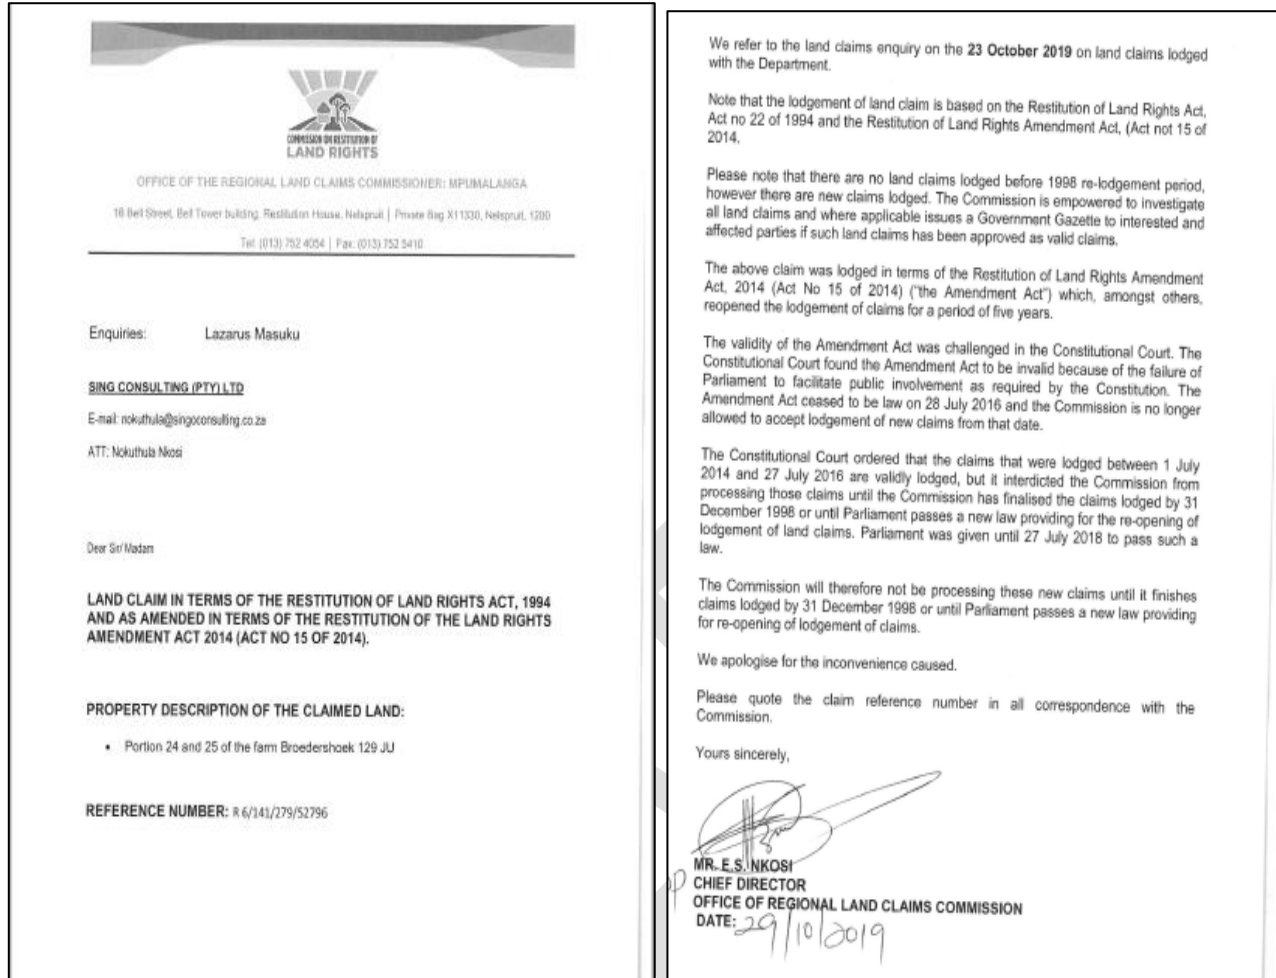 COMMISSION ON RESTITUTION OF
LAND RIGHTS
OFFICE OF THE REGIONAL LAND CLAIMS COMMISSIONER: MPUMALANGA
18 Bell Street, Bell Tower building, Restitution House, Nelspruit | Private Bag X11330, Nelspruit, 1200
Tel: (013) 752 4054 | Fax: (013) 752 5410
Enquiries: Lazarus Masuku
SING CONSULTING (PTY) LTD
E-mail: nokuthula@singoconsulting.co.za
ATT: Nokuthula Nkosi
Dear Sir/ Madam
LAND CLAIM IN TERMS OF THE RESTITUTION OF LAND RIGHTS ACT, 1994
AND AS AMENDED IN TERMS OF THE RESTITUTION OF THE LAND RIGHTS
AMENDMENT ACT 2014 (ACT NO 15 OF 2014).
PROPERTY DESCRIPTION OF THE CLAIMED LAND:
• Portion 24 and 25 of the farm Broedershoek 129 JU
REFERENCE NUMBER: R 6/141/279/52796
We refer to the land claims enquiry on the 23 October 2019 on land claims lodged
with the Department.
Note that the lodgement of land claim is based on the Restitution of Land Rights Act,
Act no 22 of 1994 and the Restitution of Land Rights Amendment Act, (Act not 15 of
2014.
Please note that there are no land claims lodged before 1998 re-lodgement period,
however there are new claims lodged. The Commission is empowered to investigate
all land claims and where applicable issues a Government Gazette to interested and
affected parties if such land claims has been approved as valid claims.
The above claim was lodged in terms of the Restitution of Land Rights Amendment
Act, 2014 (Act No 15 of 2014) ("the Amendment Act") which, amongst others,
reopened the lodgement of claims for a period of five years.
The validity of the Amendment Act was challenged in the Constitutional Court. The
Constitutional Court found the Amendment Act to be invalid because of the failure of
Parliament to facilitate public involvement as required by the Constitution. The
Amendment Act ceased to be law on 28 July 2016 and the Commission is no longer
allowed to accept lodgement of new claims from that date.
The Constitutional Court ordered that the claims that were lodged between 1 July
2014 and 27 July 2016 are validly lodged, but it interdicted the Commission from
processing those claims until the Commission has finalised the claims lodged by 31
December 1998 or until Parliament passes a new law providing for the re-opening of
lodgement of land claims. Parliament was given until 27 July 2018 to pass such a
law.
The Commission will therefore not be processing these new claims until it finishes
claims lodged by 31 December 1998 or until Parliament passes a new law providing
for re-opening of lodgement of claims.
We apologise for the inconvenience caused.
Please quote the claim reference number in all correspondence with the
Commission.
Yours sincerely,
MR. E.S. NKOSI
pp CHIEF DIRECTOR
OFFICE OF REGIONAL LAND CLAIMS COMMISSION
DATE: 29/10/2019